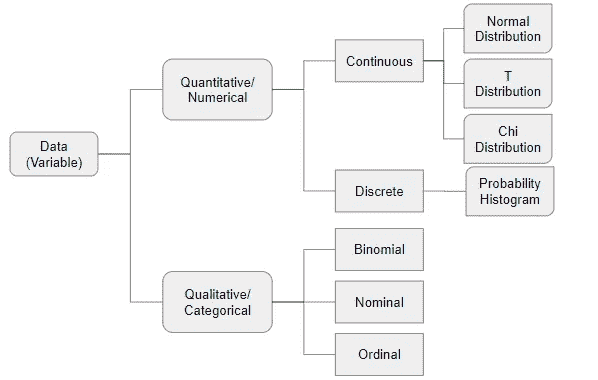 Data
(Variable)
Quantitative/
Numerical
Continuous
Normal
Distribution
T
Distribution
Chi
Distribution
Discrete
Probability
Histogram
Qualitative/
Categorical
Binomial
Nominal
Ordinal